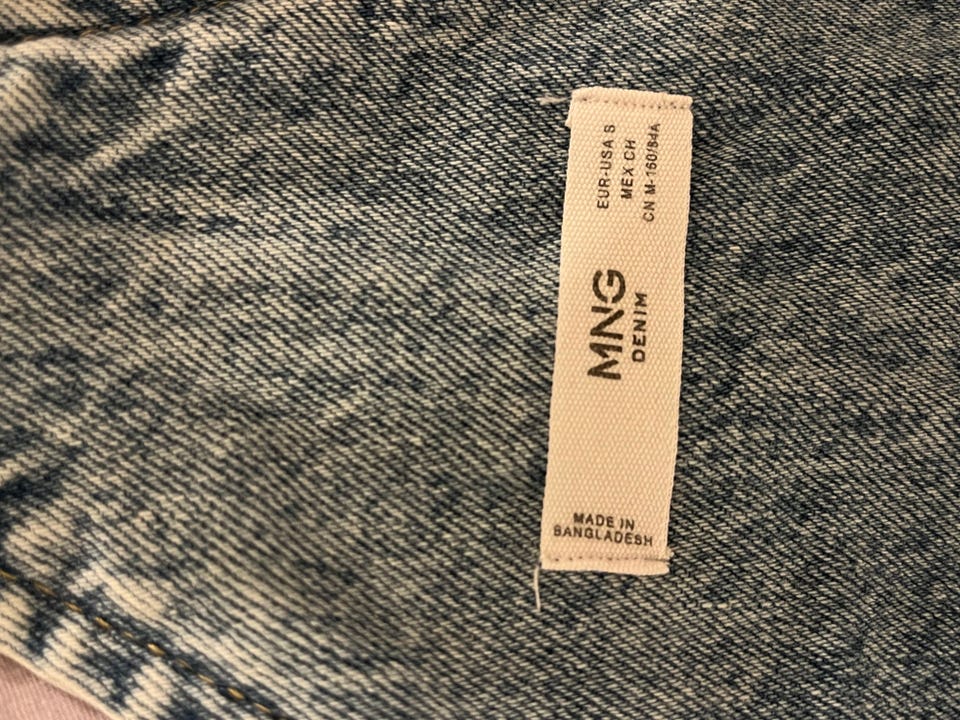 EUR-USA S
MEX CH
CN M-160/84A
MNG
DENIM
MADE IN
BANGLADESH